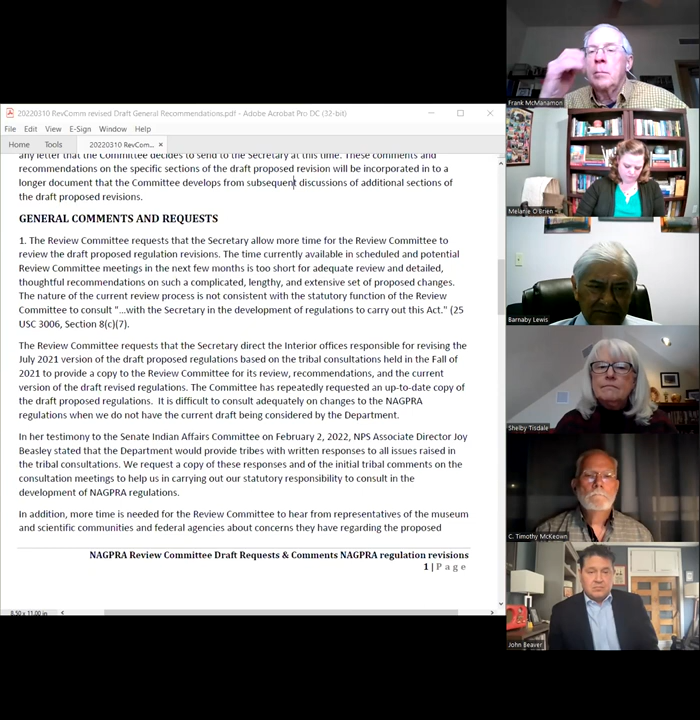 20220310 RevComm revised Draft General Recommendations.pdf - Adobe Acrobat Pro DC (32-bit)
File Edit View E-Sign Window Help
Home Tools 20220310 RevCom... ×
any letter that the Committee decides to send to the Secretary at this time. These comments and
recommendations on the specific sections of the draft proposed revision will be incorporated in to a
longer document that the Committee develops from subsequent discussions of additional sections of
the draft proposed revisions.
GENERAL COMMENTS AND REQUESTS
1. The Review Committee requests that the Secretary allow more time for the Review Committee to
review the draft proposed regulation revisions. The time currently available in scheduled and potential
Review Committee meetings in the next few months is too short for adequate review and detailed,
thoughtful recommendations on such a complicated, lengthy, and extensive set of proposed changes.
The nature of the current review process is not consistent with the statutory function of the Review
Committee to consult "...with the Secretary in the development of regulations to carry out this Act." (25
USC 3006, Section 8(c)(7).
The Review Committee requests that the Secretary direct the Interior offices responsible for revising the
July 2021 version of the draft proposed regulations based on the tribal consultations held in the Fall of
2021 to provide a copy to the Review Committee for its review, recommendations, and the current
version of the draft revised regulations. The Committee has repeatedly requested an up-to-date copy of
the draft proposed regulations. It is difficult to consult adequately on changes to the NAGPRA
regulations when we do not have the current draft being considered by the Department.
In her testimony to the Senate Indian Affairs Committee on February 2, 2022, NPS Associate Director Joy
Beasley stated that the Department would provide tribes with written responses to all issues raised in
the tribal consultations. We request a copy of these responses and of the initial tribal comments on the
consultation meetings to help us in carrying out our statutory responsibility to consult in the
development of NAGPRA regulations.
In addition, more time is needed for the Review Committee to hear from representatives of the museum
and scientific communities and federal agencies about concerns they have regarding the proposed
NAGPRA Review Committee Draft Requests & Comments NAGPRA regulation revisions
1 | P a g e
8.50 x 11.00 in
Frank McManamon
Melanie O'Brien
Barnaby Lewis
Shelby Tisdale
C. Timothy McKeown
John Beaver